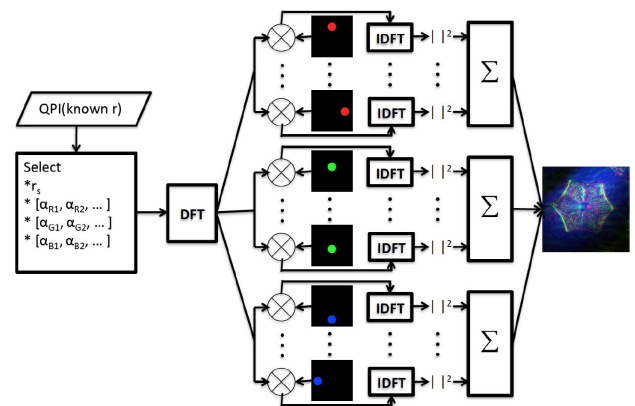 QPI(known r)
Select
*rₛ
* [α_R1, α_R2, ... ]
* [α_G1, α_G2, ... ]
* [α_B1, α_B2, ... ]
DFT
IDFT
| |²
IDFT
| |²
Σ
IDFT
| |²
IDFT
| |²
Σ
IDFT
| |²
IDFT
| |²
Σ